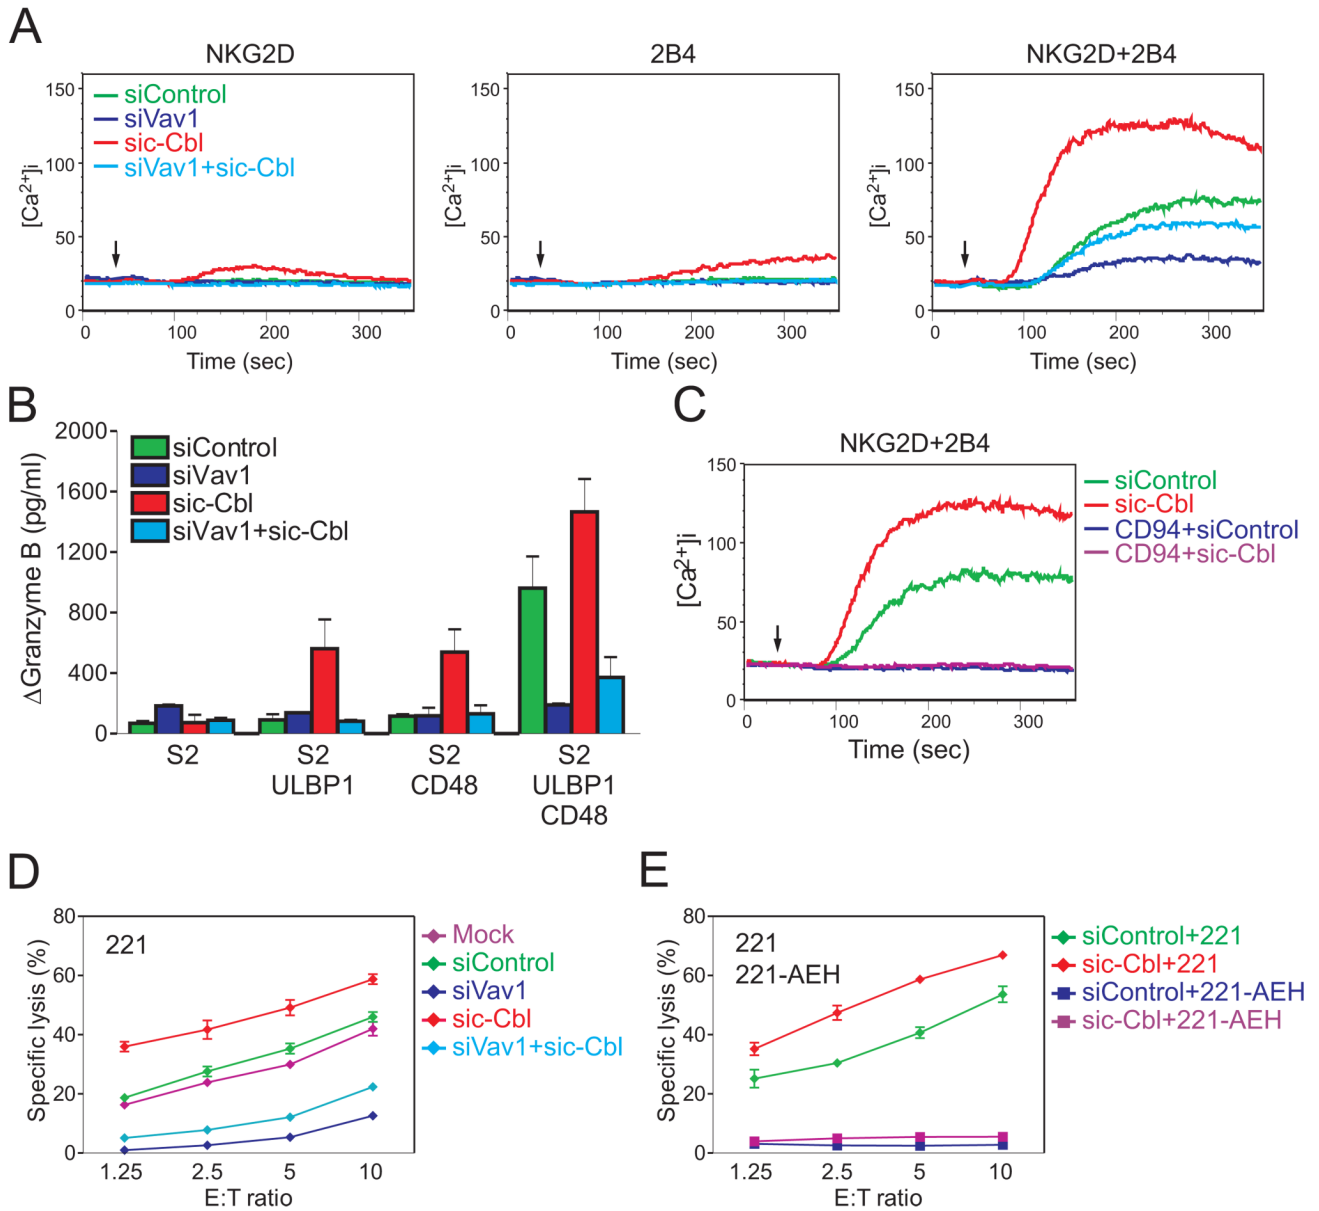 A
NKG2D
2B4
NKG2D+2B4
150
100
50
0
[Ca2+]i
siControl
siVav1
sic-Cbl
siVav1+sic-Cbl
0 100 200 300
Time (sec)
150
100
50
0
[Ca2+]i
0 100 200 300
Time (sec)
150
100
50
0
[Ca2+]i
0 100 200 300
Time (sec)
B
2000
1600
1200
800
400
0
ΔGranzyme B (pg/ml)
siControl
siVav1
sic-Cbl
siVav1+sic-Cbl
S2
S2
ULBP1
S2
CD48
S2
ULBP1
CD48
C
NKG2D+2B4
150
100
50
0
[Ca2+]i
0 100 200 300
Time (sec)
siControl
sic-Cbl
CD94+siControl
CD94+sic-Cbl
D
80
60
40
20
0
Specific lysis (%)
221
1.25 2.5 5 10
E:T ratio
Mock
siControl
siVav1
sic-Cbl
siVav1+sic-Cbl
E
80
60
40
20
0
Specific lysis (%)
221
221-AEH
1.25 2.5 5 10
E:T ratio
siControl+221
sic-Cbl+221
siControl+221-AEH
sic-Cbl+221-AEH